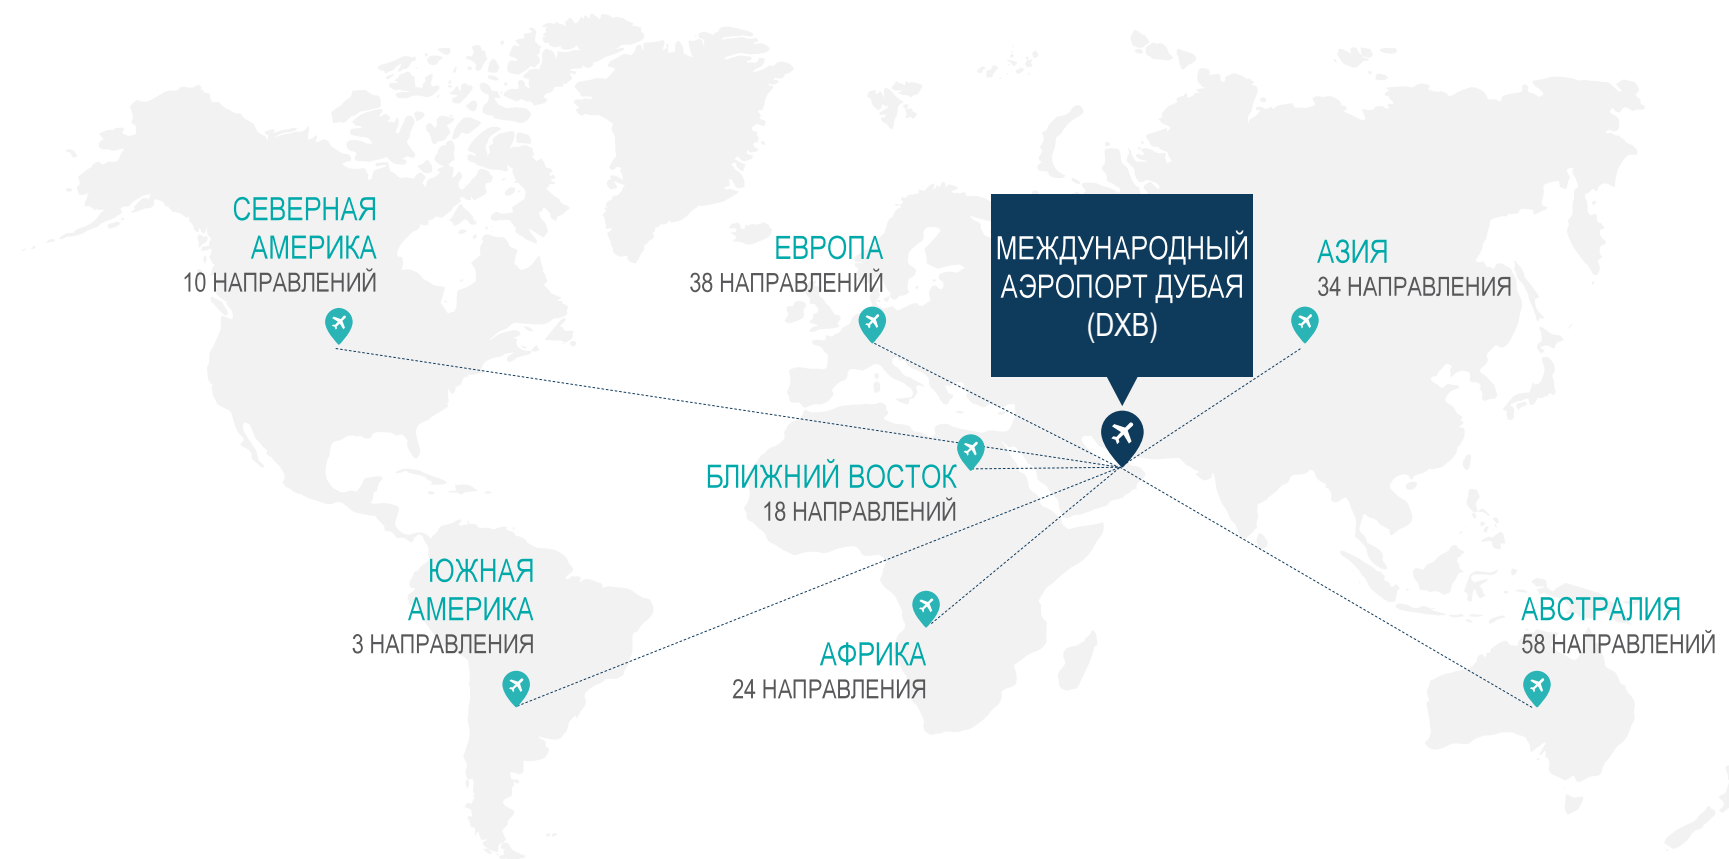 СЕВЕРНАЯ
АМЕРИКА
10 НАПРАВЛЕНИЙ
ЕВРОПА
38 НАПРАВЛЕНИЙ
МЕЖДУНАРОДНЫЙ
АЭРОПОРТ ДУБАЯ
(DXB)
АЗИЯ
34 НАПРАВЛЕНИЯ
БЛИЖНИЙ ВОСТОК
18 НАПРАВЛЕНИЙ
ЮЖНАЯ
АМЕРИКА
3 НАПРАВЛЕНИЯ
АФРИКА
24 НАПРАВЛЕНИЯ
АВСТРАЛИЯ
58 НАПРАВЛЕНИЙ